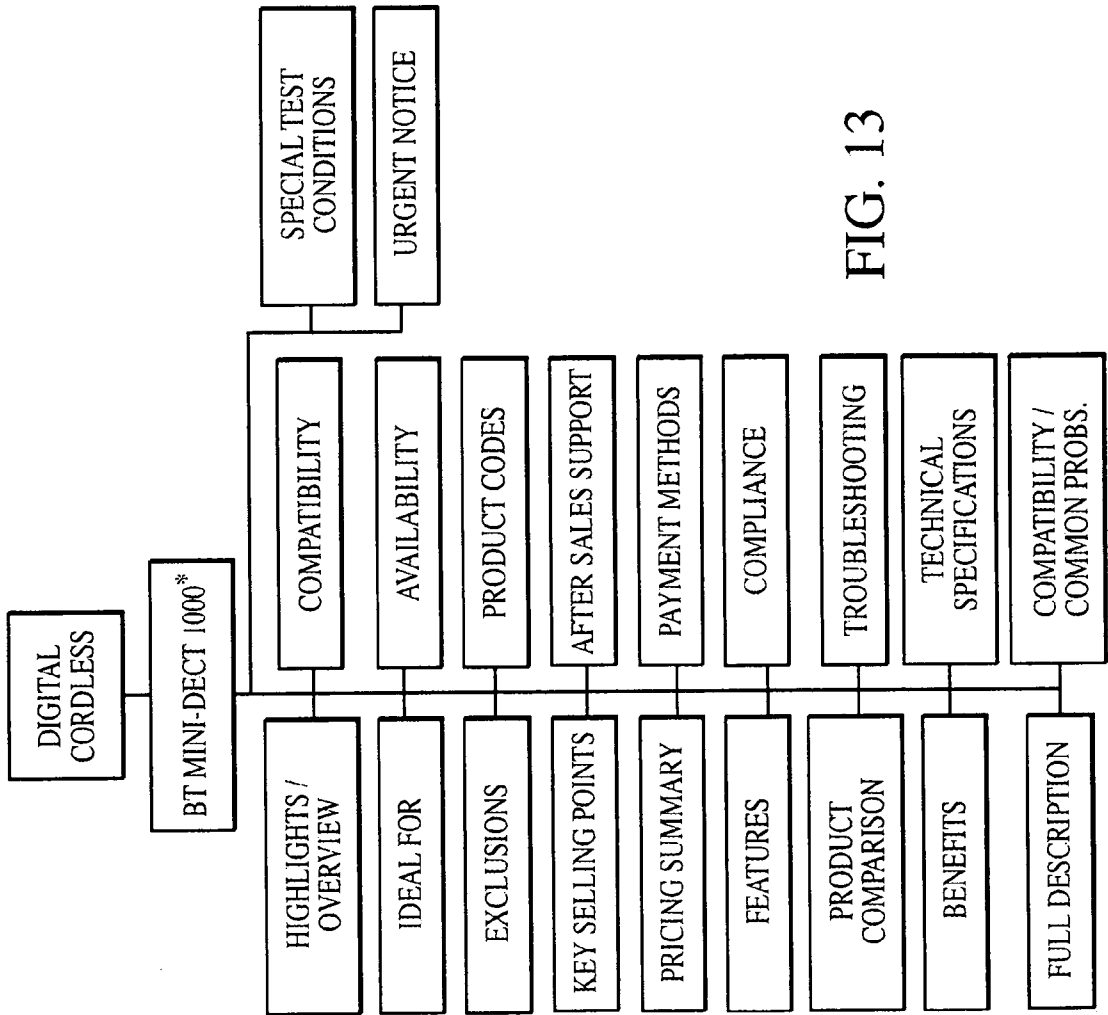 DIGITAL
CORDLESS
BT MINI-DECT 1000*
SPECIAL TEST
CONDITIONS
URGENT NOTICE
HIGHLIGHTS /
OVERVIEW
COMPATIBILITY
IDEAL FOR
AVAILABILITY
EXCLUSIONS
PRODUCT CODES
KEY SELLING POINTS
AFTER SALES SUPPORT
PRICING SUMMARY
PAYMENT METHODS
FEATURES
COMPLIANCE
PRODUCT
COMPARISON
TROUBLESHOOTING
BENEFITS
TECHNICAL
SPECIFICATIONS
FULL DESCRIPTION
COMPATIBILITY /
COMMON PROBS.
FIG. 13